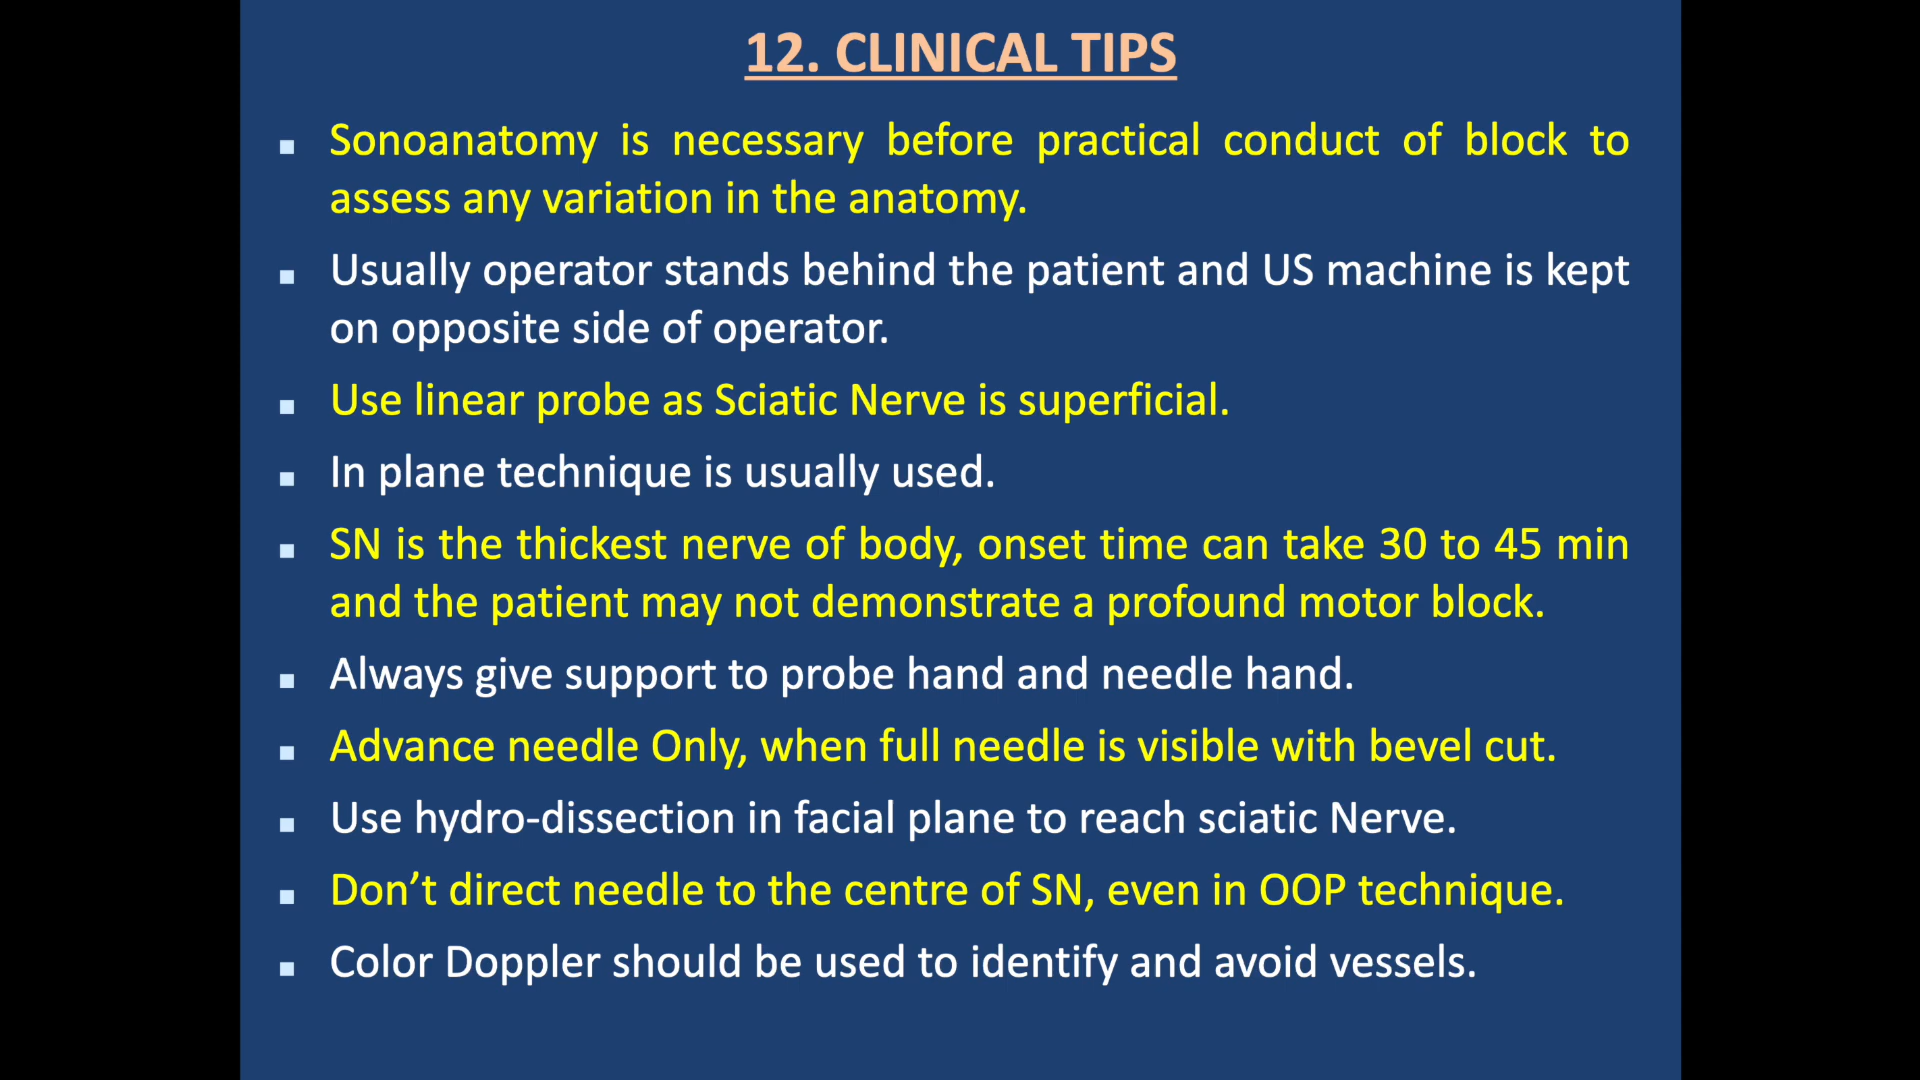 12. CLINICAL TIPS
Sonoanatomy is necessary before practical conduct of block to
assess any variation in the anatomy.
Usually operator stands behind the patient and US machine is kept
on opposite side of operator.
Use linear probe as Sciatic Nerve is superficial.
In plane technique is usually used.
SN is the thickest nerve of body, onset time can take 30 to 45 min
and the patient may not demonstrate a profound motor block.
Always give support to probe hand and needle hand.
Advance needle Only, when full needle is visible with bevel cut.
Use hydro-dissection in facial plane to reach sciatic Nerve.
Don’t direct needle to the centre of SN, even in OOP technique.
Color Doppler should be used to identify and avoid vessels.